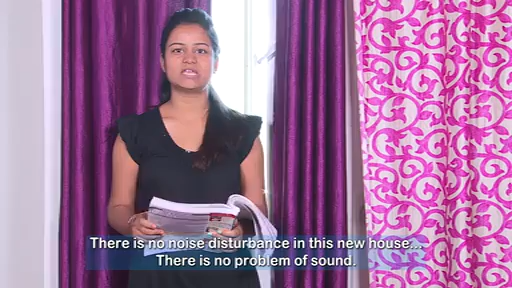 There is no noise disturbance in this new house...
There is no problem of sound.